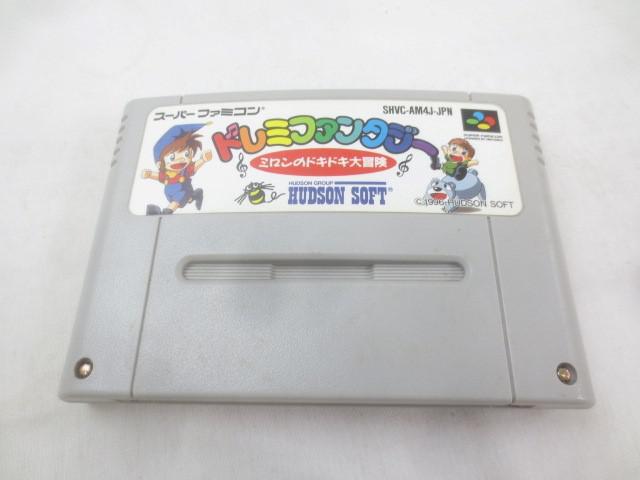 スーパーファミコン®
SHVC-AM4J-JPN
ドレミファンタジー
ミロンのドキドキ大冒険
HUDSON GROUP
HUDSON SOFT®
© 1996 HUDSON SOFT